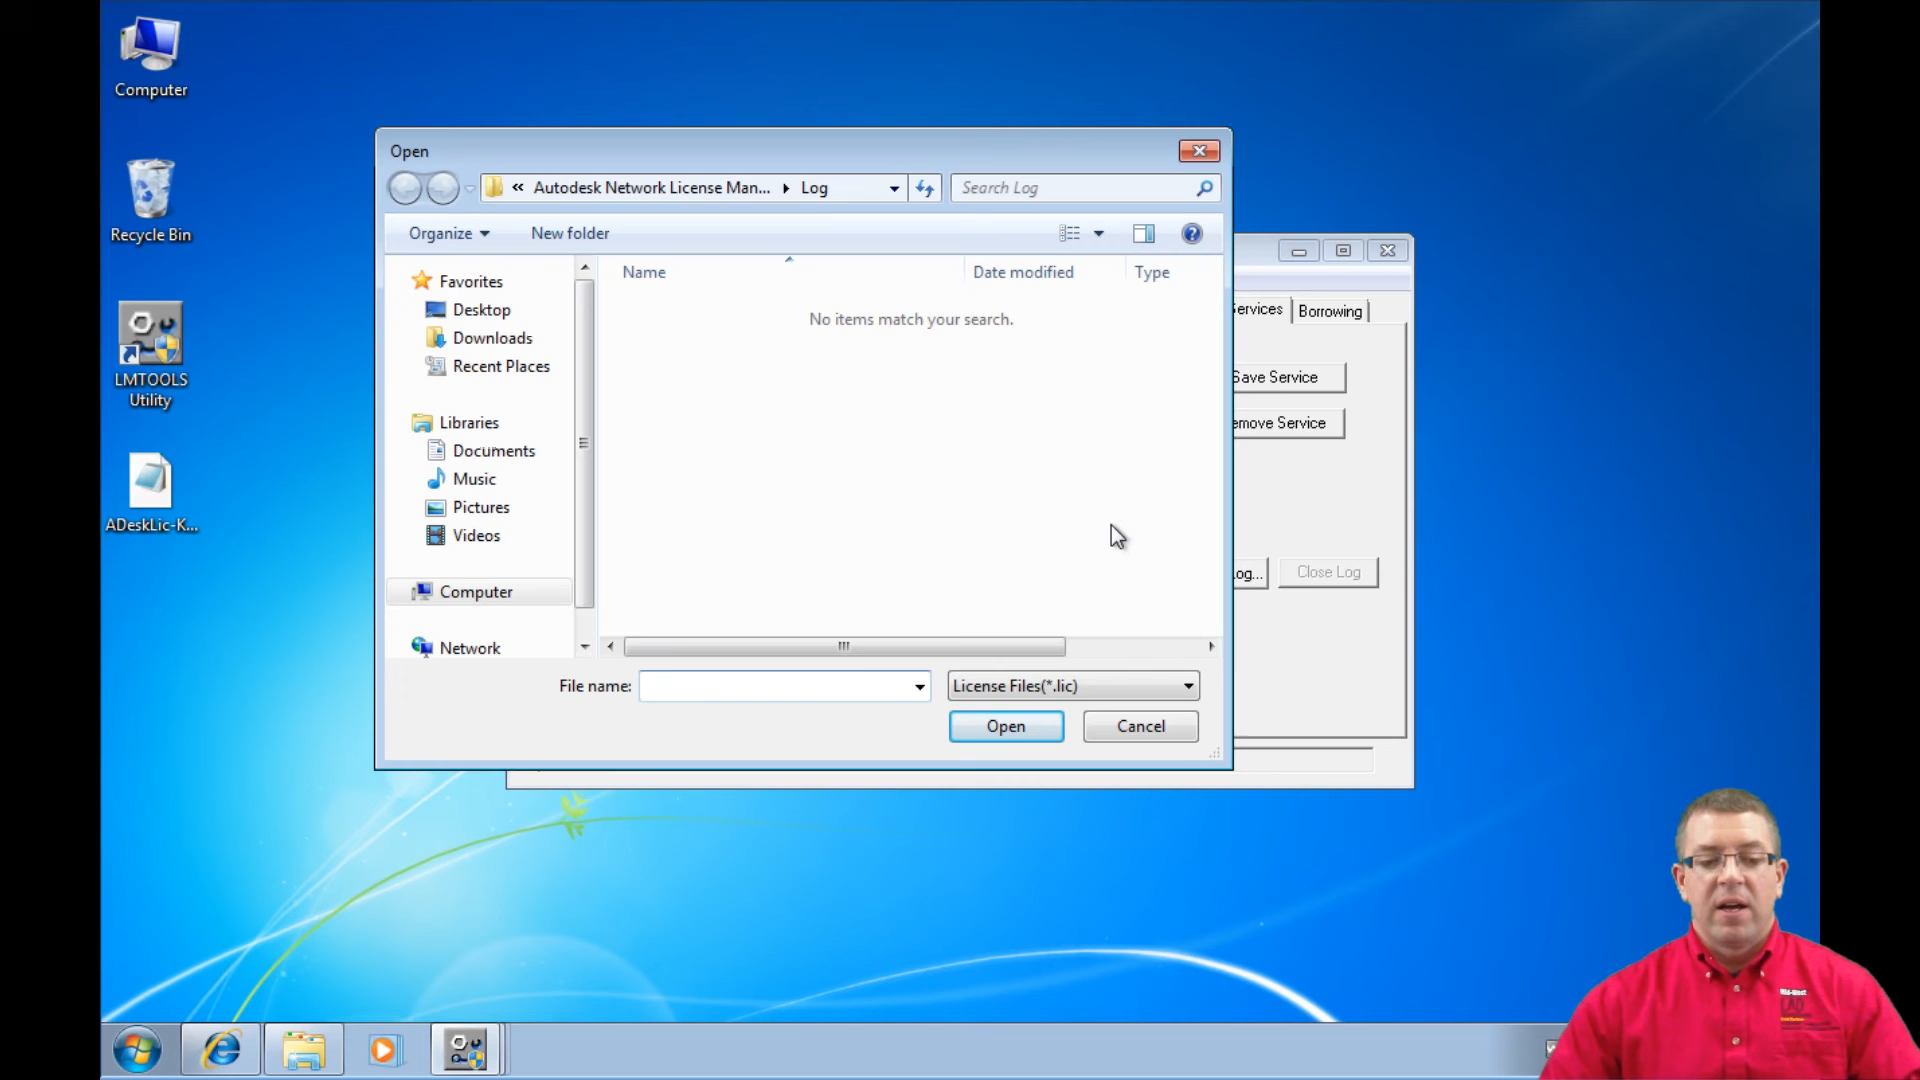 Computer
Recycle Bin
LMTOOLS
Utility
ADeskLic-K...
Open
« Autodesk Network License Man... Log
Search Log
Organize
New folder
Name
Date modified
Type
No items match your search.
Favorites
Desktop
Downloads
Recent Places
Libraries
Documents
Music
Pictures
Videos
Computer
Network
File name:
License Files(*.lic)
Open
Cancel
ervices
Borrowing
Save Service
emove Service
og...
Close Log
Mid-West